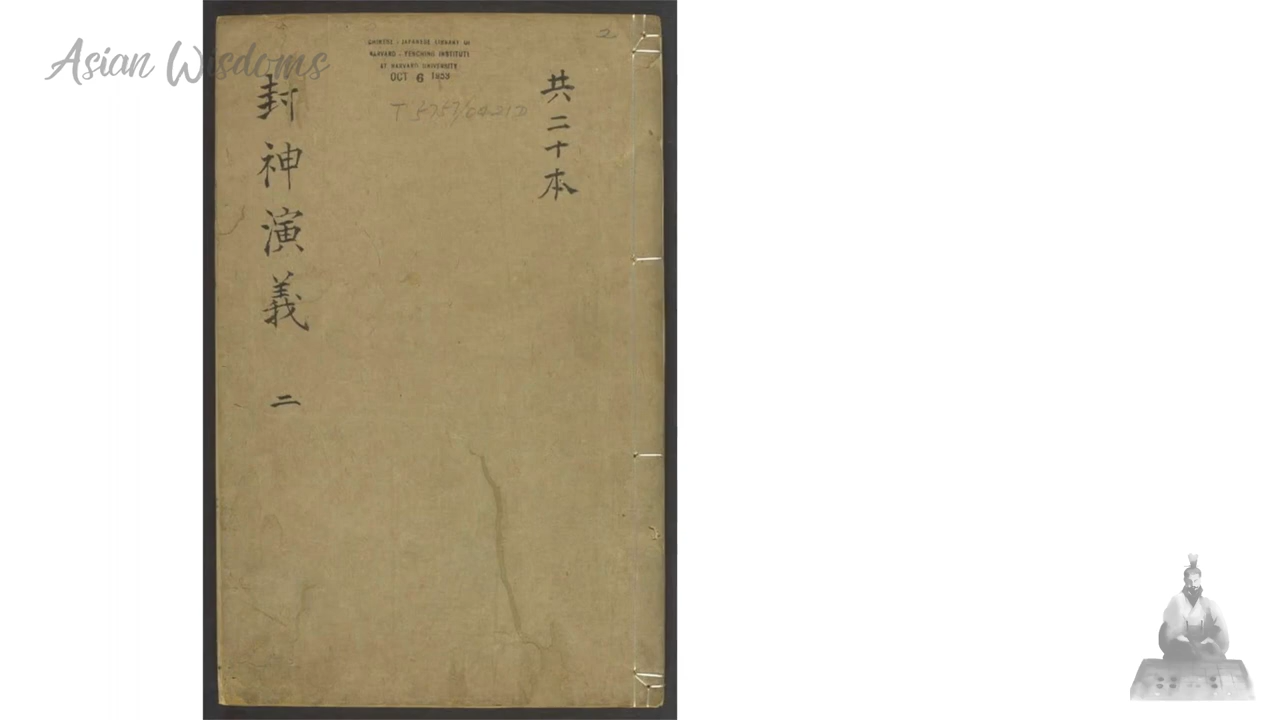 Asian Wisdoms
2
CHINESE - JAPANESE LIBRARY OF
HARVARD - YENCHING INSTITUTE
AT HARVARD UNIVERSITY
OCT 6 1959
共二十本
封神演義 二